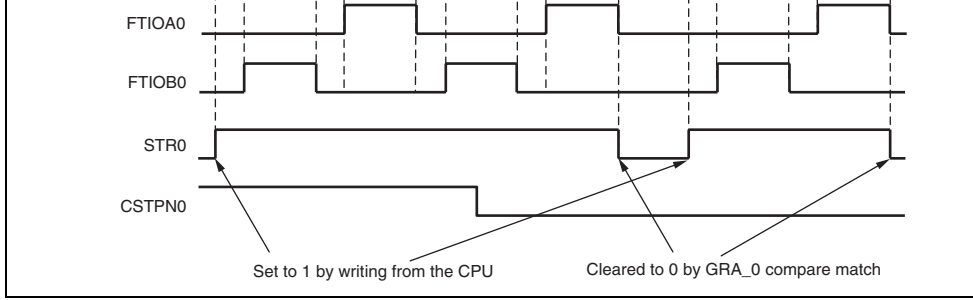 FTIOA0
FTIOB0
STR0
CSTPN0
Set to 1 by writing from the CPU
Cleared to 0 by GRA_0 compare match